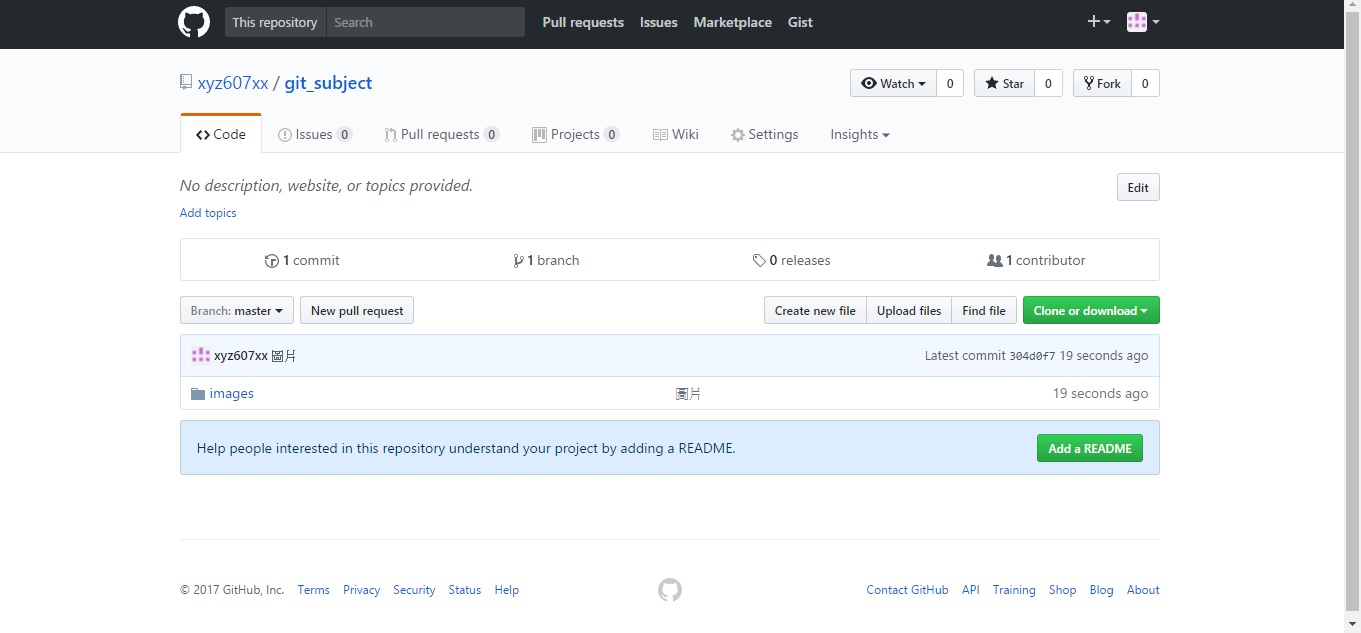 This repository Search Pull requests Issues Marketplace Gist
xyz607xx / git_subject Watch 0 Star 0 Fork 0
Code Issues 0 Pull requests 0 Projects 0 Wiki Settings Insights
No description, website, or topics provided. Edit
Add topics
1 commit 1 branch 0 releases 1 contributor
Branch: master New pull request Create new file Upload files Find file Clone or download
xyz607xx 圖片 Latest commit 304d0f7 19 seconds ago
images 圖片 19 seconds ago
Help people interested in this repository understand your project by adding a README. Add a README
© 2017 GitHub, Inc. Terms Privacy Security Status Help Contact GitHub API Training Shop Blog About